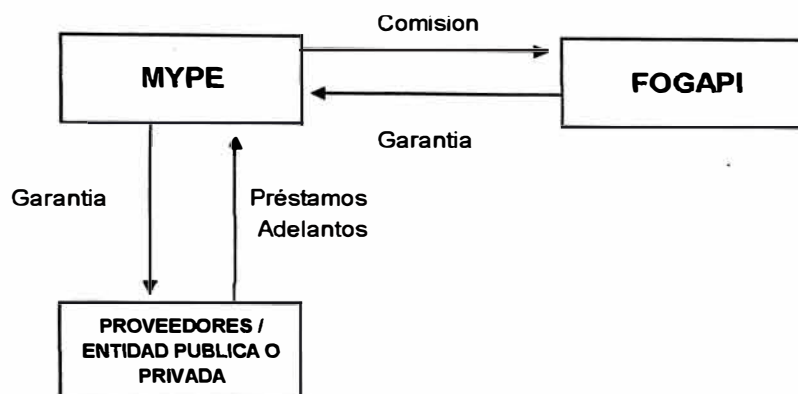 Comision
MYPE
FOGAPI
Garantia
Garantia
Préstamos
Adelantos
PROVEEDORES /
ENTIDAD PUBLICA O
PRIVADA